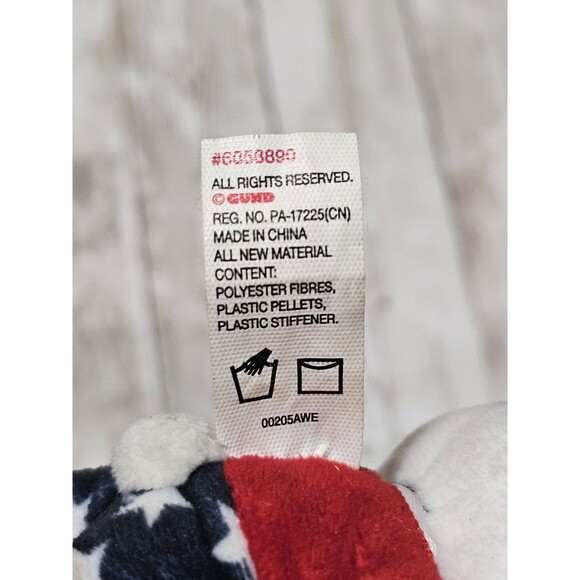 #6053890
ALL RIGHTS RESERVED.
© GUND
REG. NO. PA-17225(CN)
MADE IN CHINA
ALL NEW MATERIAL
CONTENT:
POLYESTER FIBRES,
PLASTIC PELLETS,
PLASTIC STIFFENER.
00205AWE